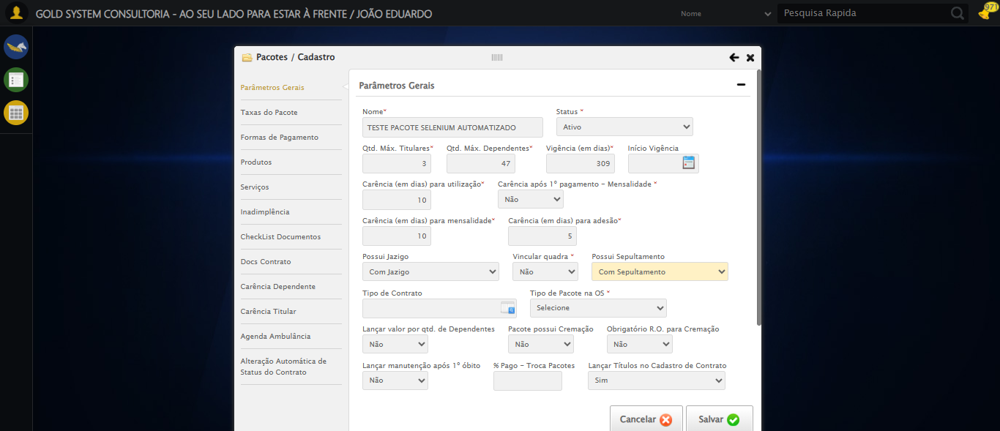 GOLD SYSTEM CONSULTORIA - AO SEU LADO PARA ESTAR À FRENTE / JOÃO EDUARDO
Nome
Pesquisa Rapida
971
Pacotes / Cadastro
Parâmetros Gerais
Taxas do Pacote
Formas de Pagamento
Produtos
Serviços
Inadimplência
CheckList Documentos
Docs Contrato
Carência Dependente
Carência Titular
Agenda Ambulância
Alteração Automática de
Status do Contrato
Parâmetros Gerais
Nome* Status *
TESTE PACOTE SELENIUM AUTOMATIZADO Ativo
Qtd. Máx. Titulares* Qtd. Máx. Dependentes* Vigência (em dias)* Início Vigência
3 47 309
Carência (em dias) para utilização* Carência após 1º pagamento - Mensalidade *
10 Não
Carência (em dias) para mensalidade* Carência (em dias) para adesão*
10 5
Possui Jazigo Vincular quadra * Possui Sepultamento
Com Jazigo Não Com Sepultamento
Tipo de Contrato Tipo de Pacote na OS *
Selecione
Lançar valor por qtd. de Dependentes Pacote possui Cremação Obrigatório R.O. para Cremação
Não Não Não
Lançar manutenção após 1º óbito % Pago - Troca Pacotes Lançar Títulos no Cadastro de Contrato
Não Sim
Cancelar Salvar